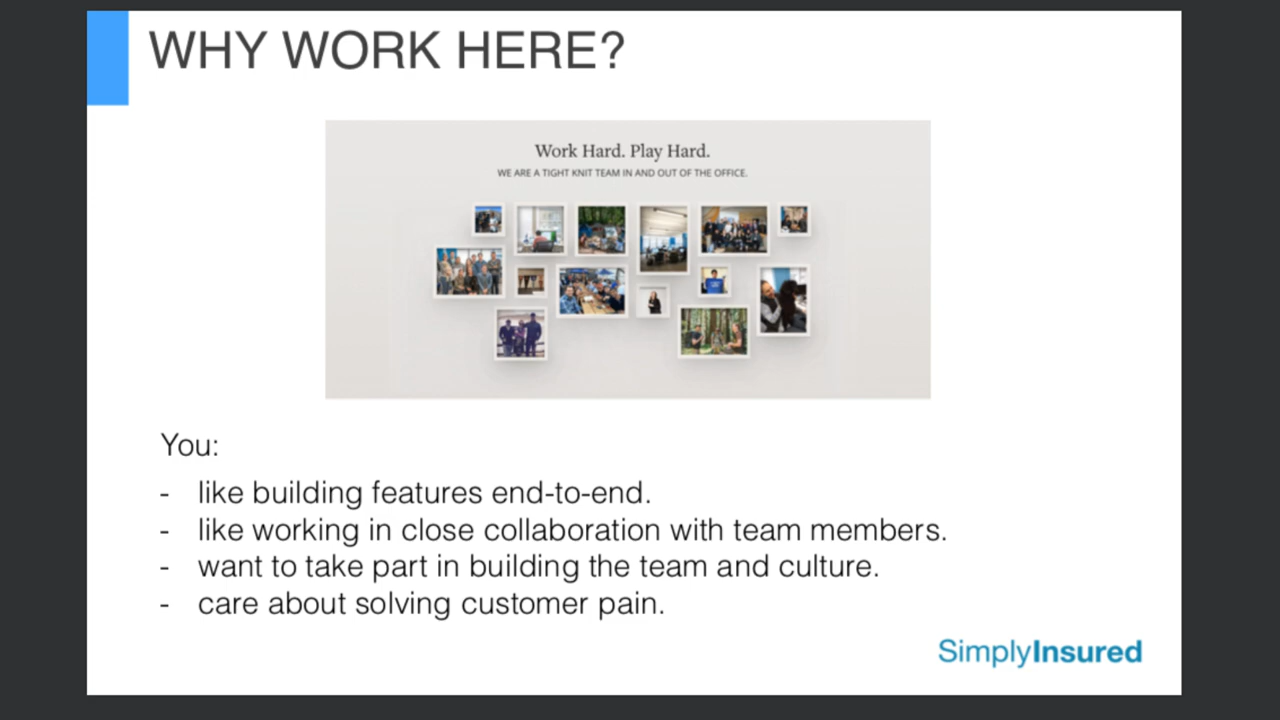 WHY WORK HERE?
Work Hard. Play Hard.
WE ARE A TIGHT KNIT TEAM IN AND OUT OF THE OFFICE.
You:
- like building features end-to-end.
- like working in close collaboration with team members.
- want to take part in building the team and culture.
- care about solving customer pain.
SimplyInsured